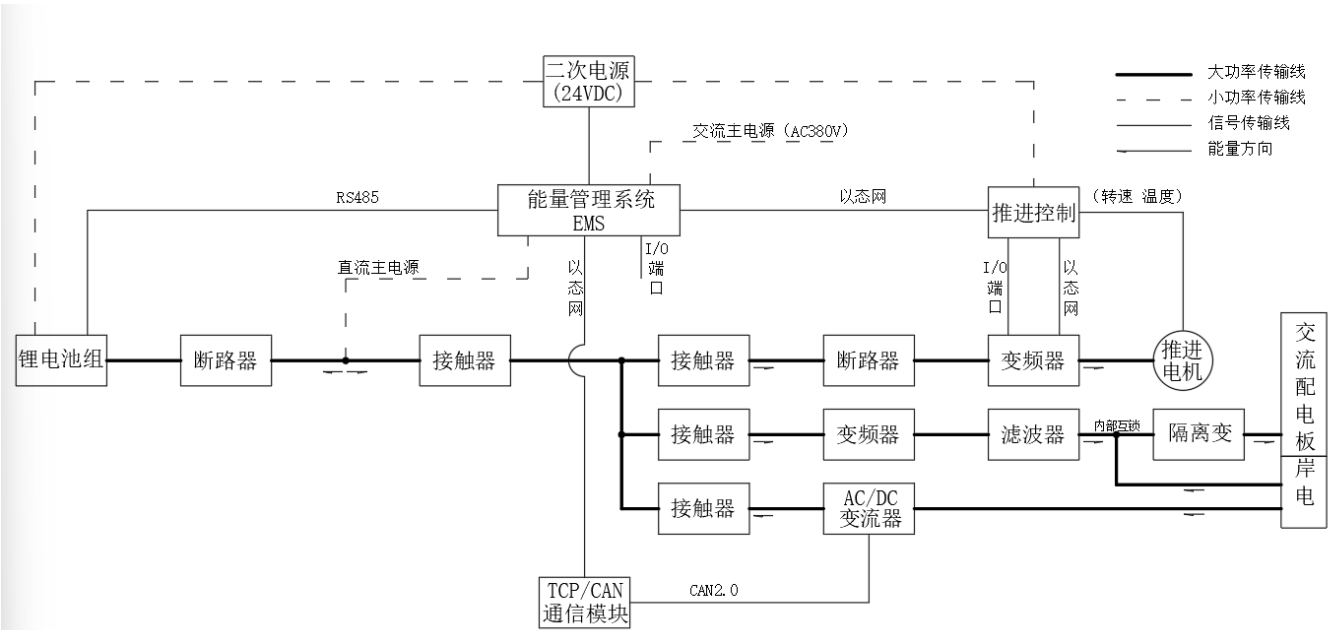 二次电源
(24VDC)
大功率传输线
小功率传输线
信号传输线
能量方向
交流主电源（AC380V）
RS485
能量管理系统
EMS
以态网
推进控制
（转速 温度）
直流主电源
以态网
I/O端口
I/O端口
以态网
锂电池组
断路器
接触器
接触器
断路器
变频器
推进
电机
交流配电板
接触器
变频器
滤波器
内部互锁
隔离变
岸电
接触器
AC/DC
变流器
TCP/CAN
通信模块
CAN2.0